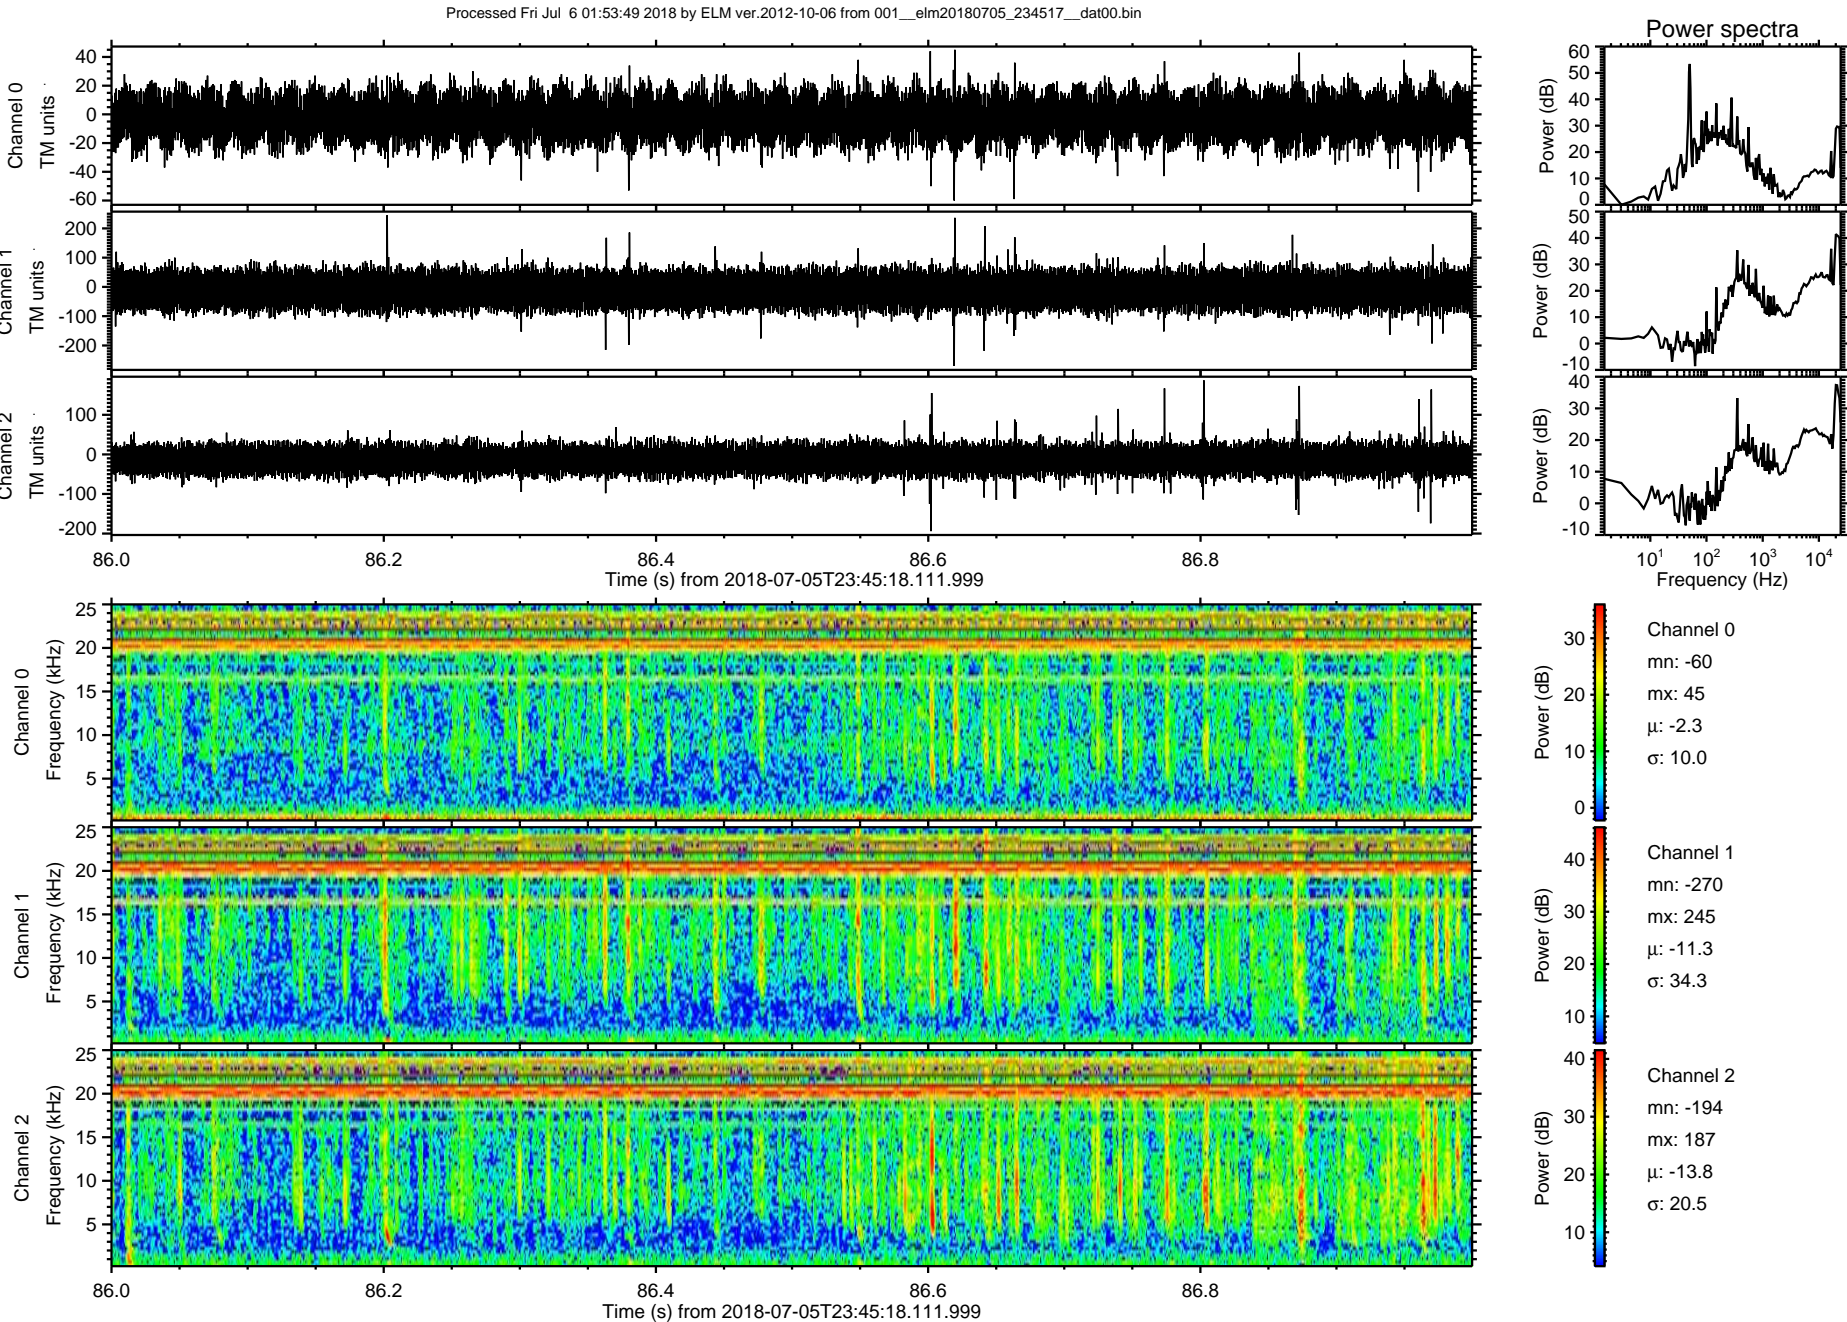 Processed Fri Jul  6 01:53:49 2018 by ELM ver.2012-10-06 from 001__elm20180705_234517__dat00.bin
Power spectra
Channel 0
TM units
40
20
0
-20
-40
-60
Power (dB)
60
50
40
30
20
10
0
Channel 1
TM units
200
100
0
-100
-200
Power (dB)
50
40
30
20
10
0
-10
Channel 2
TM units
100
0
-100
-200
Power (dB)
40
30
20
10
0
-10
86.0 86.2 86.4 86.6 86.8
Time (s) from 2018-07-05T23:45:18.111.999
10^1 10^2 10^3 10^4
Frequency (Hz)
Channel 0
Frequency (kHz)
25
20
15
10
5
Power (dB)
30
20
10
0
Channel 0
mn: -60
mx: 45
μ: -2.3
σ: 10.0
Channel 1
Frequency (kHz)
25
20
15
10
5
Power (dB)
40
30
20
10
Channel 1
mn: -270
mx: 245
μ: -11.3
σ: 34.3
Channel 2
Frequency (kHz)
25
20
15
10
5
Power (dB)
40
30
20
10
Channel 2
mn: -194
mx: 187
μ: -13.8
σ: 20.5
86.0 86.2 86.4 86.6 86.8
Time (s) from 2018-07-05T23:45:18.111.999